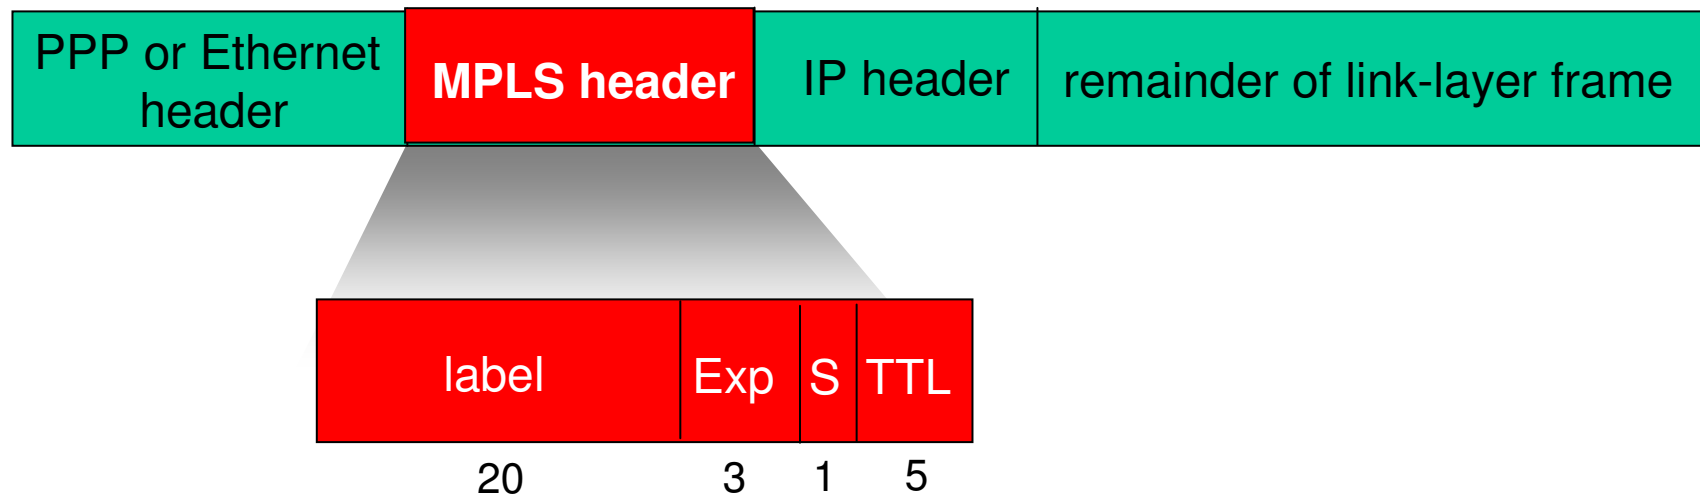 PPP or Ethernet
header
MPLS header
IP header
remainder of link-layer frame
label
Exp
S
TTL
20
3
1
5